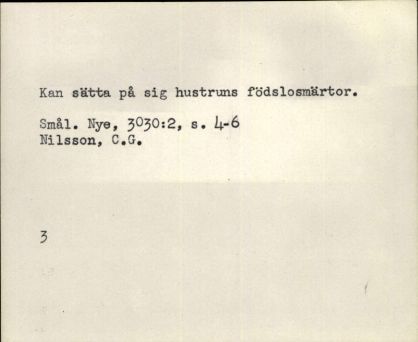 Kan sätta på sig hustruns födslosmärtor.
Smål. Nye, 3030:2, s. 4-6
Nilsson, C.G.
3